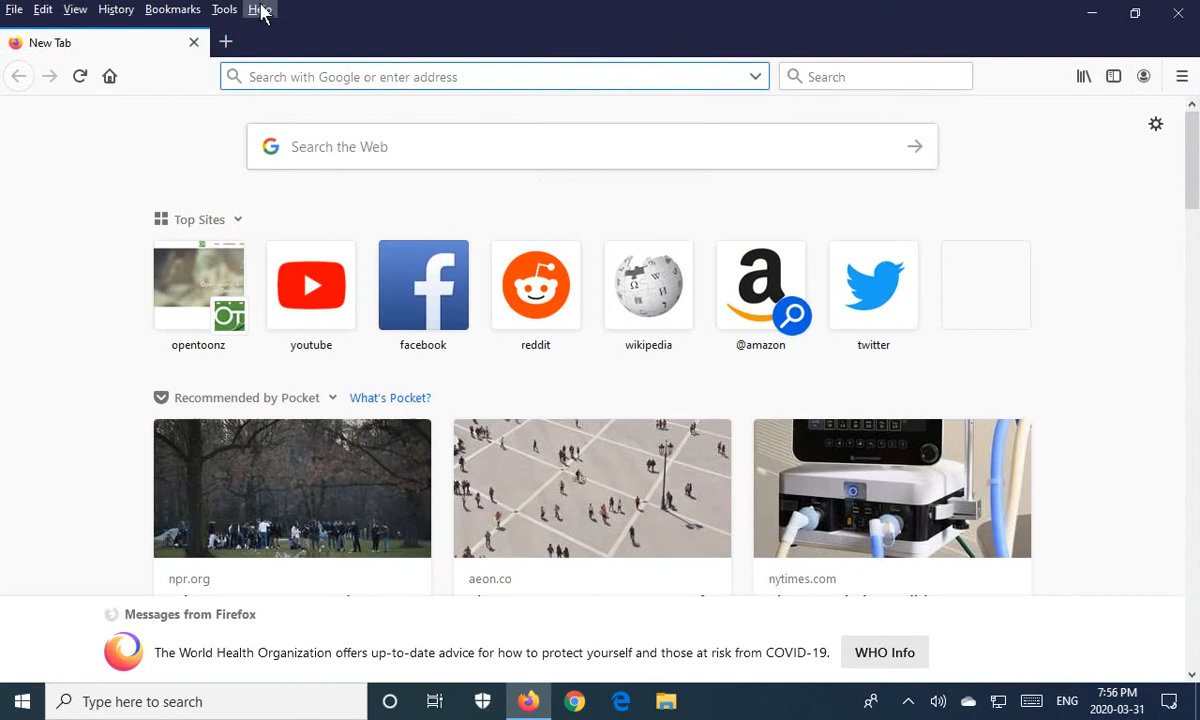 File Edit View History Bookmarks Tools Help
New Tab
Search with Google or enter address
Search
Search the Web
Top Sites
OT
opentoonz
youtube
facebook
reddit
wikipedia
@amazon
twitter
Recommended by Pocket What's Pocket?
npr.org
aeon.co
nytimes.com
Messages from Firefox
The World Health Organization offers up-to-date advice for how to protect yourself and those at risk from COVID-19.
WHO Info
Type here to search
ENG
7:56 PM
2020-03-31